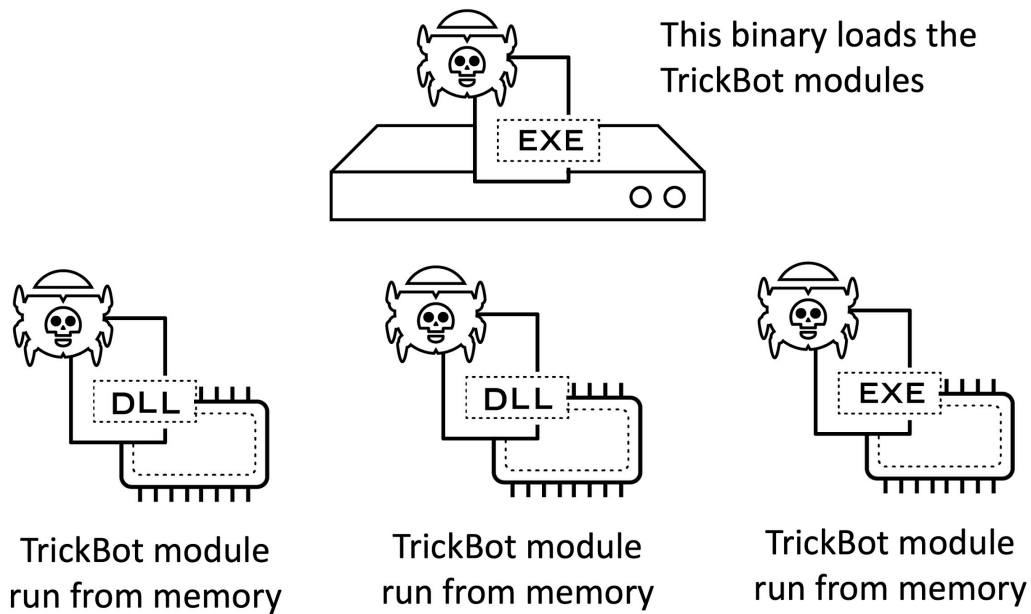 This binary loads the
TrickBot modules
EXE
DLL
DLL
EXE
TrickBot module
run from memory
TrickBot module
run from memory
TrickBot module
run from memory